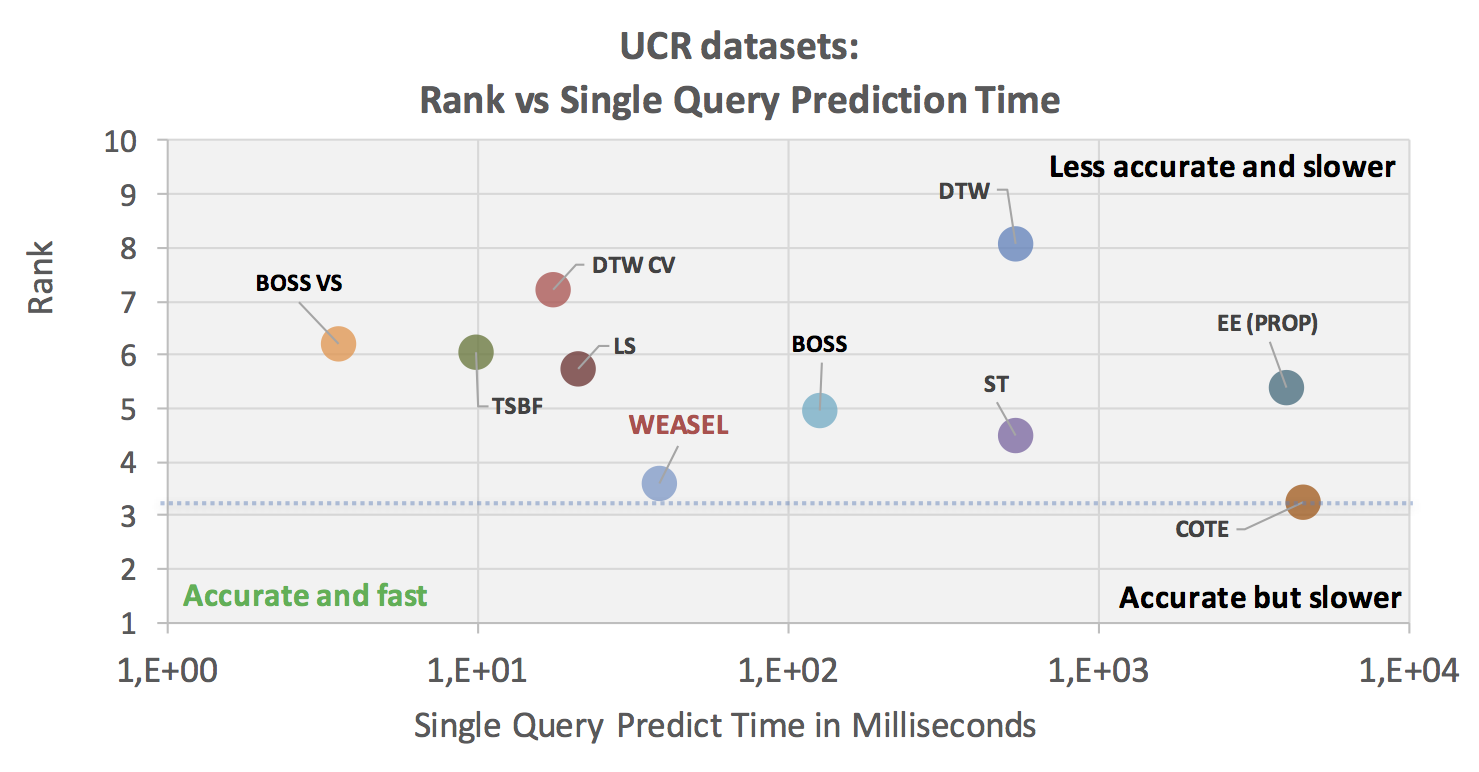 UCR datasets:
Rank vs Single Query Prediction Time
Rank
10
9
8
7
6
5
4
3
2
1
Less accurate and slower
DTW
DTW CV
BOSS VS
EE (PROP)
LS
BOSS
ST
TSBF
WEASEL
COTE
Accurate and fast
Accurate but slower
1,E+00
1,E+01
1,E+02
1,E+03
1,E+04
Single Query Predict Time in Milliseconds